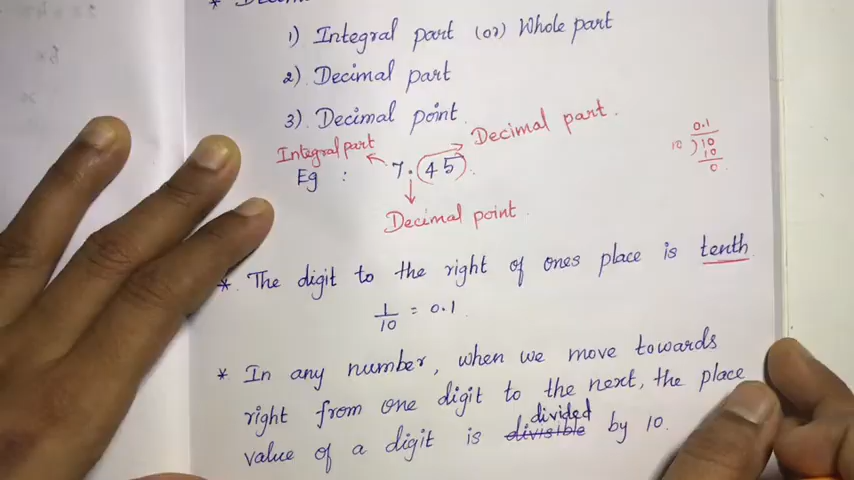 * Decim
1) Integral part (or) Whole part
2) Decimal part
3) Decimal point
Integral part
Decimal part.
Eg : 7.45.
Decimal point.
0.1
10 ) 10
10
0
* The digit to the right of ones place is tenth
1/10 = 0.1
* In any number, when we move towards
right from one digit to the next, the place
divided
value of a digit is divisible by 10.